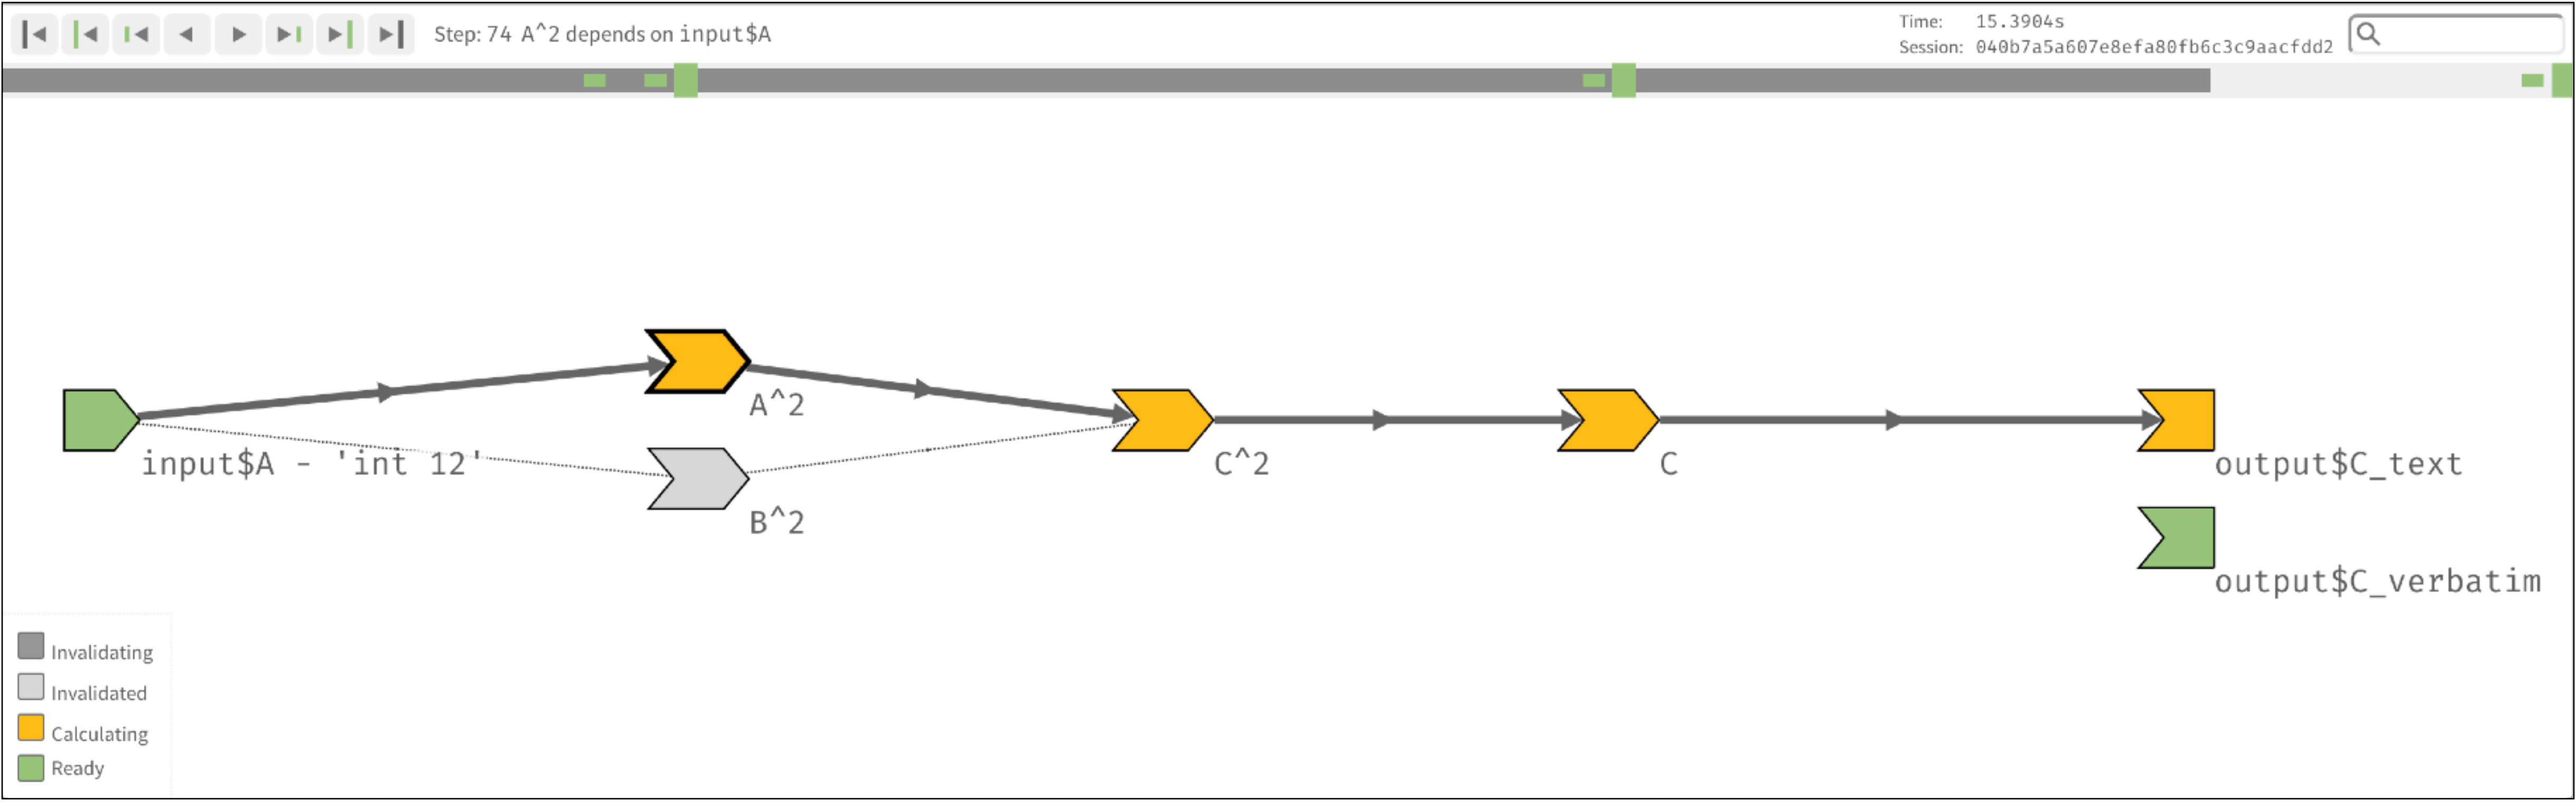 Step: 74 A^2 depends on input$A
Time: 15.3904s
Session: 040b7a5a607e8efa80fb6c3c9aacfdd2
A^2
input$A - 'int 12'
C^2
C
output$C_text
B^2
output$C_verbatim
Invalidating
Invalidated
Calculating
Ready